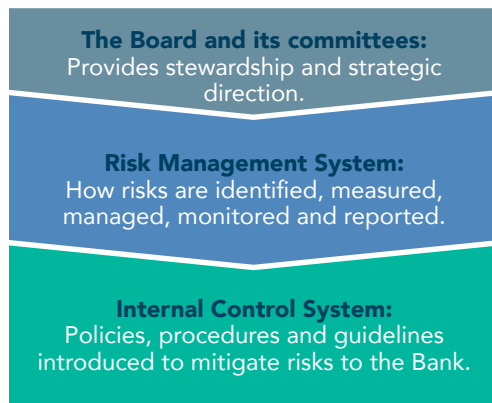 The Board and its committees:
Provides stewardship and strategic
direction.
Risk Management System:
How risks are identified, measured,
managed, monitored and reported.
Internal Control System:
Policies, procedures and guidelines
introduced to mitigate risks to the Bank.